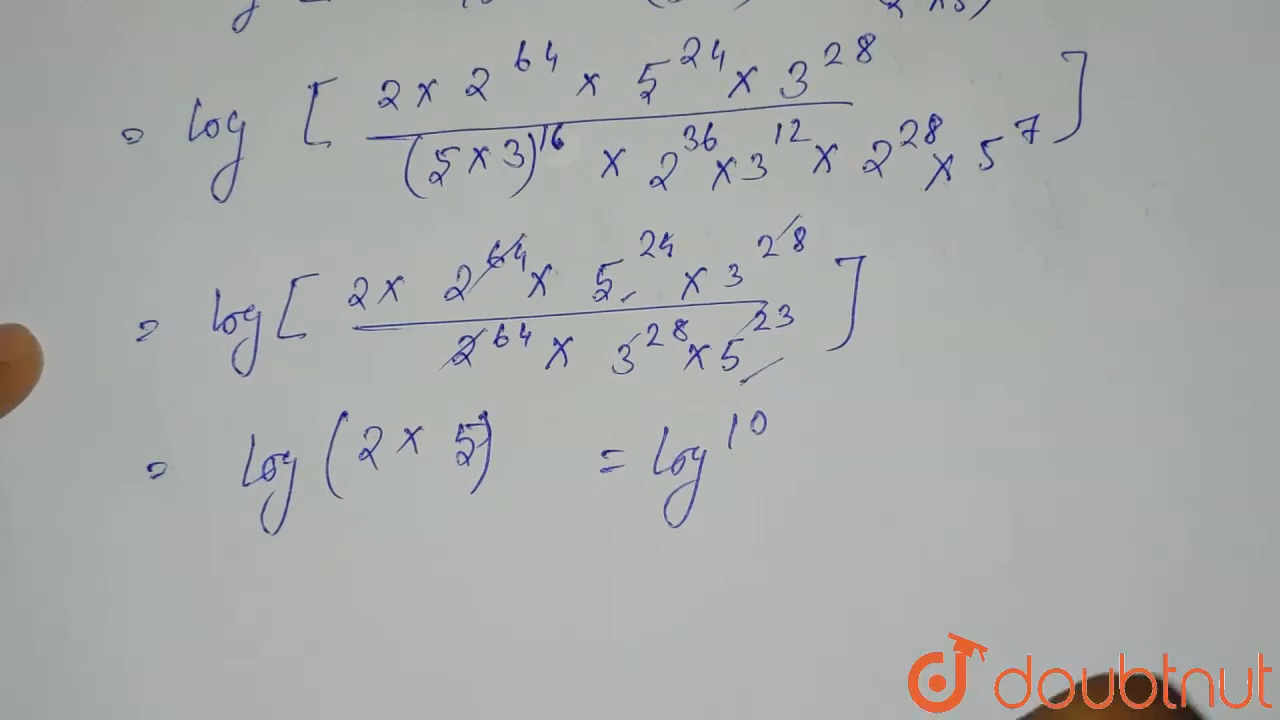 = log [ (2 × 2^64 × 5^24 × 3^28) / ((5 × 3)^16 × 2^36 × 3^12 × 2^28 × 5^7) ]
= log [ (2 × 2^64 × 5^24 × 3^28) / (2^64 × 3^28 × 5^23) ]
= log (2 × 5) = log 10
doubtnut